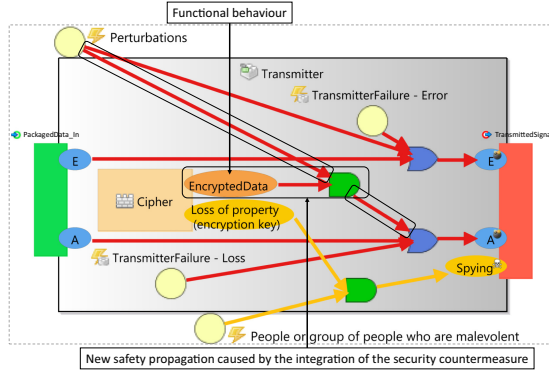 Functional behaviour
Perturbations
Transmitter
TransmitterFailure - Error
PackagedData_In
TransmittedSigna
E
E
EncryptedData
Cipher
Loss of property
(encryption key)
A
A
TransmitterFailure - Loss
Spying
People or group of people who are malevolent
New safety propagation caused by the integration of the security countermeasure